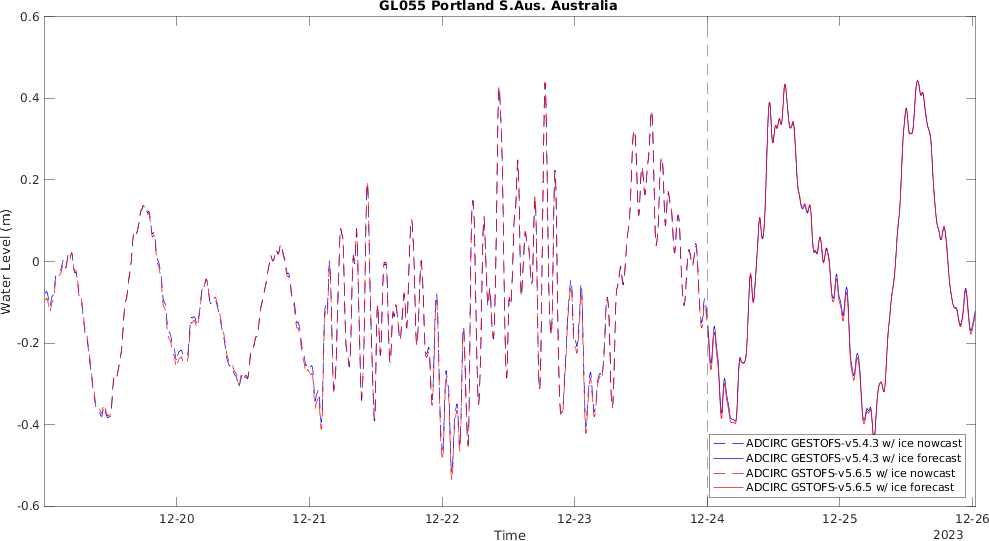 GL055 Portland S.Aus. Australia
0.6
0.4
0.2
0
-0.2
-0.4
-0.6
Water Level (m)
12-20
12-21
12-22
12-23
12-24
12-25
12-26
Time
2023
ADCIRC GESTOFS-v5.4.3 w/ ice nowcast
ADCIRC GESTOFS-v5.4.3 w/ ice forecast
ADCIRC GSTOFS-v5.6.5 w/ ice nowcast
ADCIRC GSTOFS-v5.6.5 w/ ice forecast